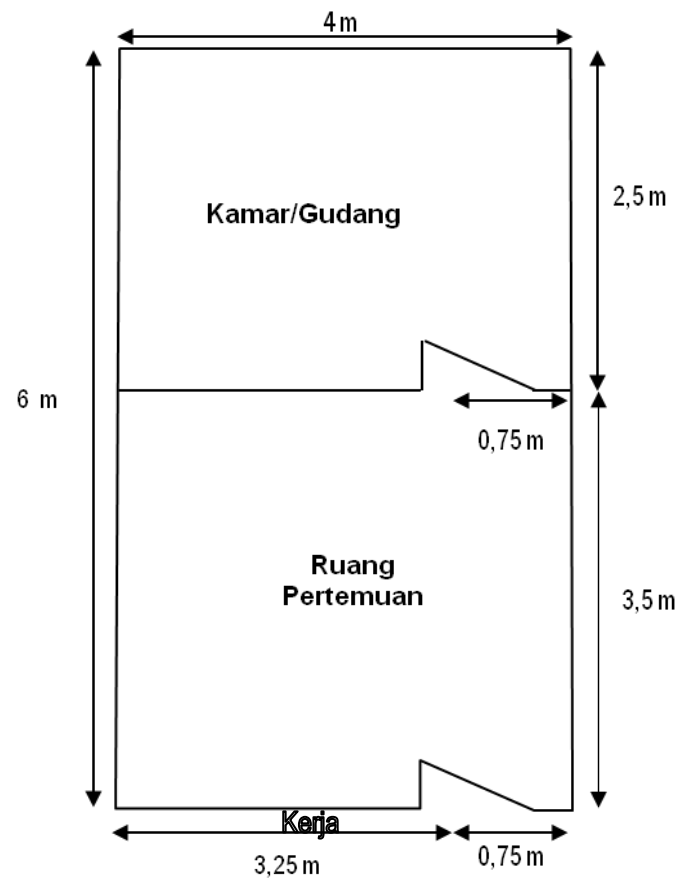 4 m
2,5 m
Kamar/Gudang
6 m
0,75 m
Ruang
Pertemuan
3,5 m
Kerja
3,25 m
0,75 m